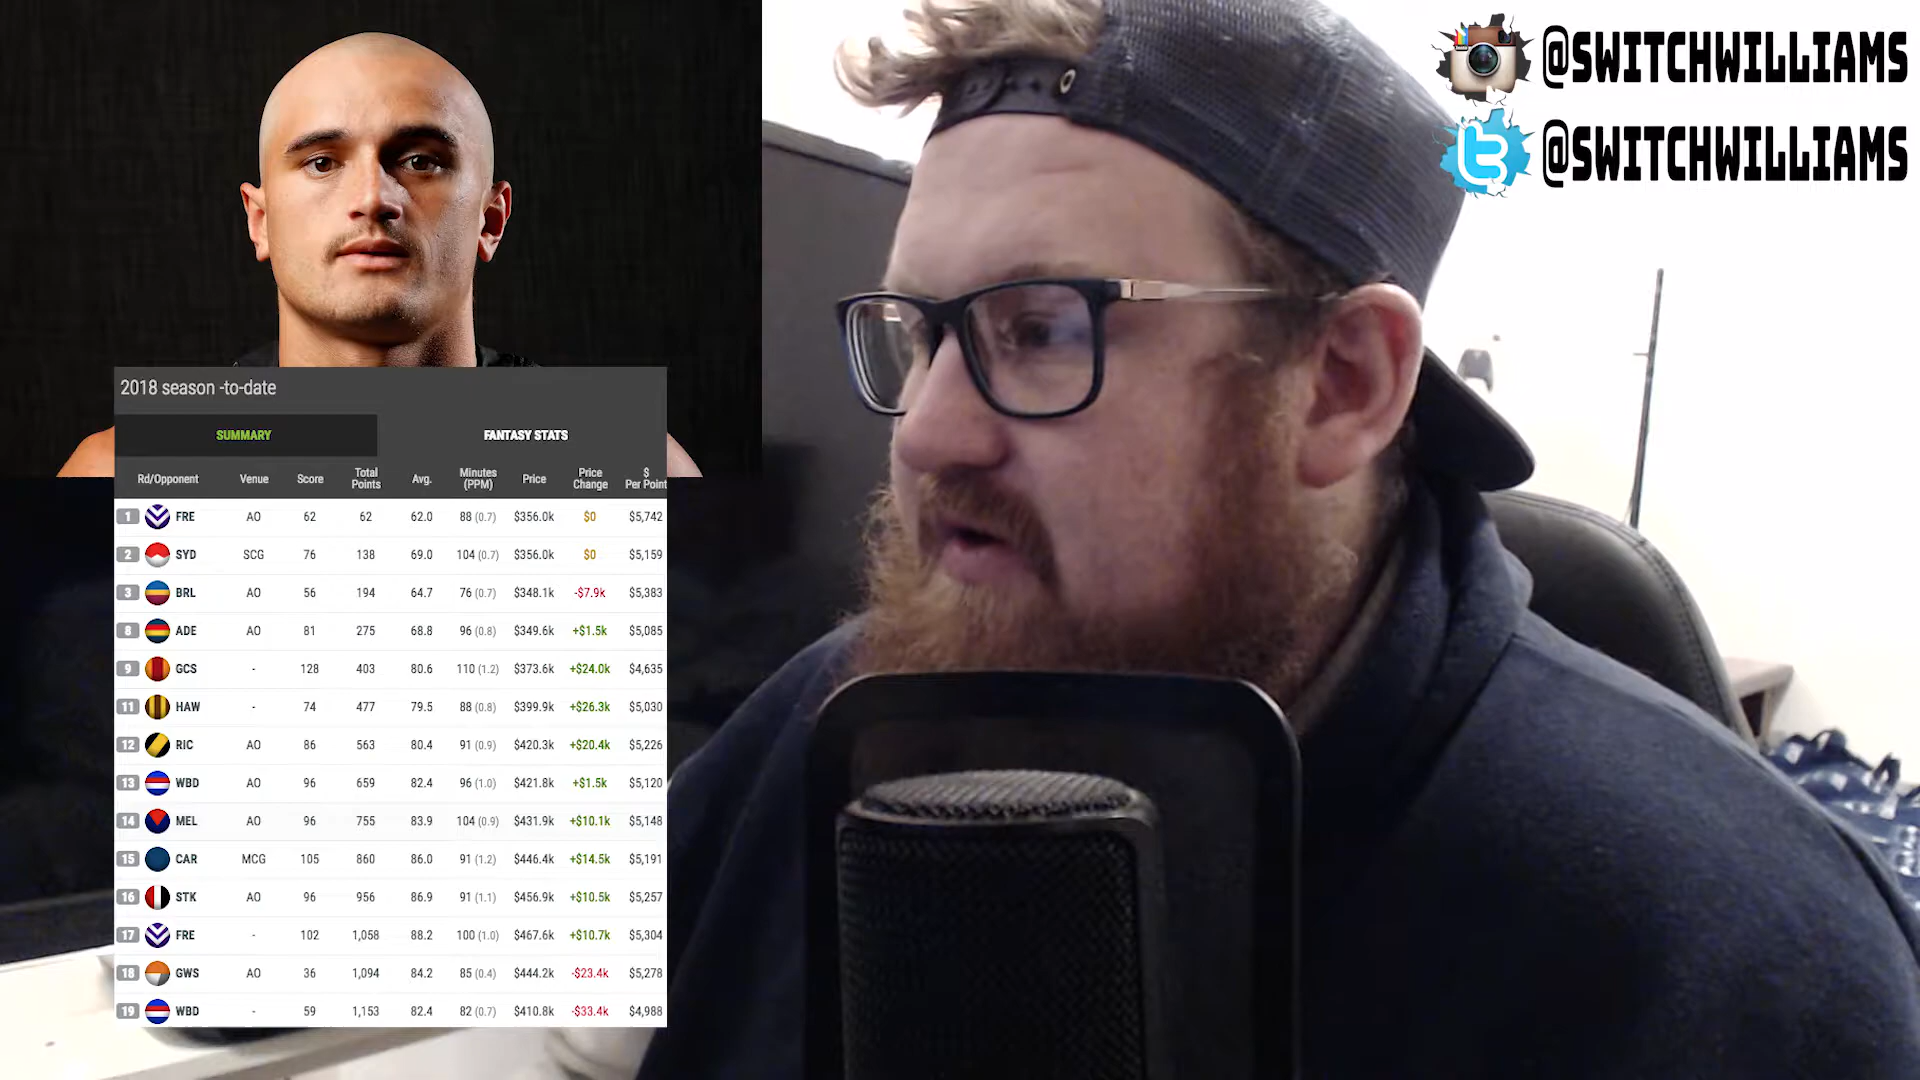 @SWITCHWILLIAMS
@SWITCHWILLIAMS
2018 season -to-date
SUMMARY FANTASY STATS
Rd/Opponent Venue Score Total Points Avg. Minutes (PPM) Price Price Change $ Per Point
1 FRE AO 62 62 62.0 88 (0.7) $356.0k $0 $5,742
2 SYD SCG 76 138 69.0 104 (0.7) $356.0k $0 $5,159
3 BRL AO 56 194 64.7 76 (0.7) $348.1k -$7.9k $5,383
8 ADE AO 81 275 68.8 96 (0.8) $349.6k +$1.5k $5,085
9 GCS - 128 403 80.6 110 (1.2) $373.6k +$24.0k $4,635
11 HAW - 74 477 79.5 88 (0.8) $399.9k +$26.3k $5,030
12 RIC AO 86 563 80.4 91 (0.9) $420.3k +$20.4k $5,226
13 WBD AO 96 659 82.4 96 (1.0) $421.8k +$1.5k $5,120
14 MEL AO 96 755 83.9 104 (0.9) $431.9k +$10.1k $5,148
15 CAR MCG 105 860 86.0 91 (1.2) $446.4k +$14.5k $5,191
16 STK AO 96 956 86.9 91 (1.1) $456.9k +$10.5k $5,257
17 FRE - 102 1,058 88.2 100 (1.0) $467.6k +$10.7k $5,304
18 GWS AO 36 1,094 84.2 85 (0.4) $444.2k -$23.4k $5,278
19 WBD - 59 1,153 82.4 82 (0.7) $410.8k -$33.4k $4,988